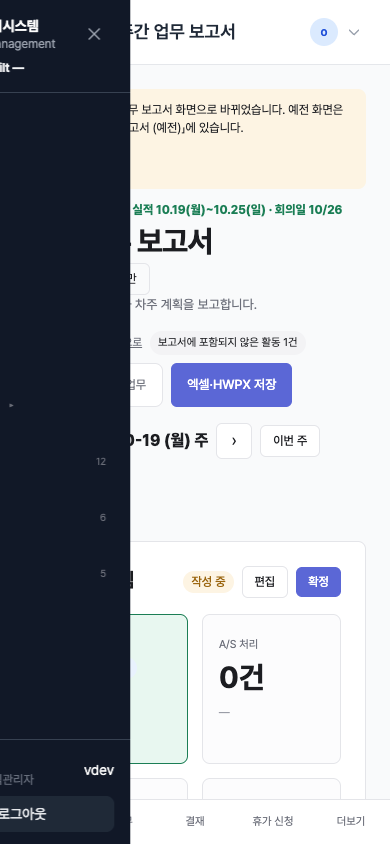 시스템
anagement
ilt —
12
6
5
관리자
vdev
로그아웃
주간 업무 보고서
0
무 보고서 화면으로 바뀌었습니다. 예전 화면은
고서 (예전)」에 있습니다.
실적 10.19(월)~10.25(일) · 회의일 10/26
보고서
만
차주 계획을 보고합니다.
으로
보고서에 포함되지 않은 활동 1건
업무
엑셀·HWPX 저장
0-19 (월) 주
›
이번 주
작성 중
편집
확정
A/S 처리
0건
—
결재
휴가 신청
더보기